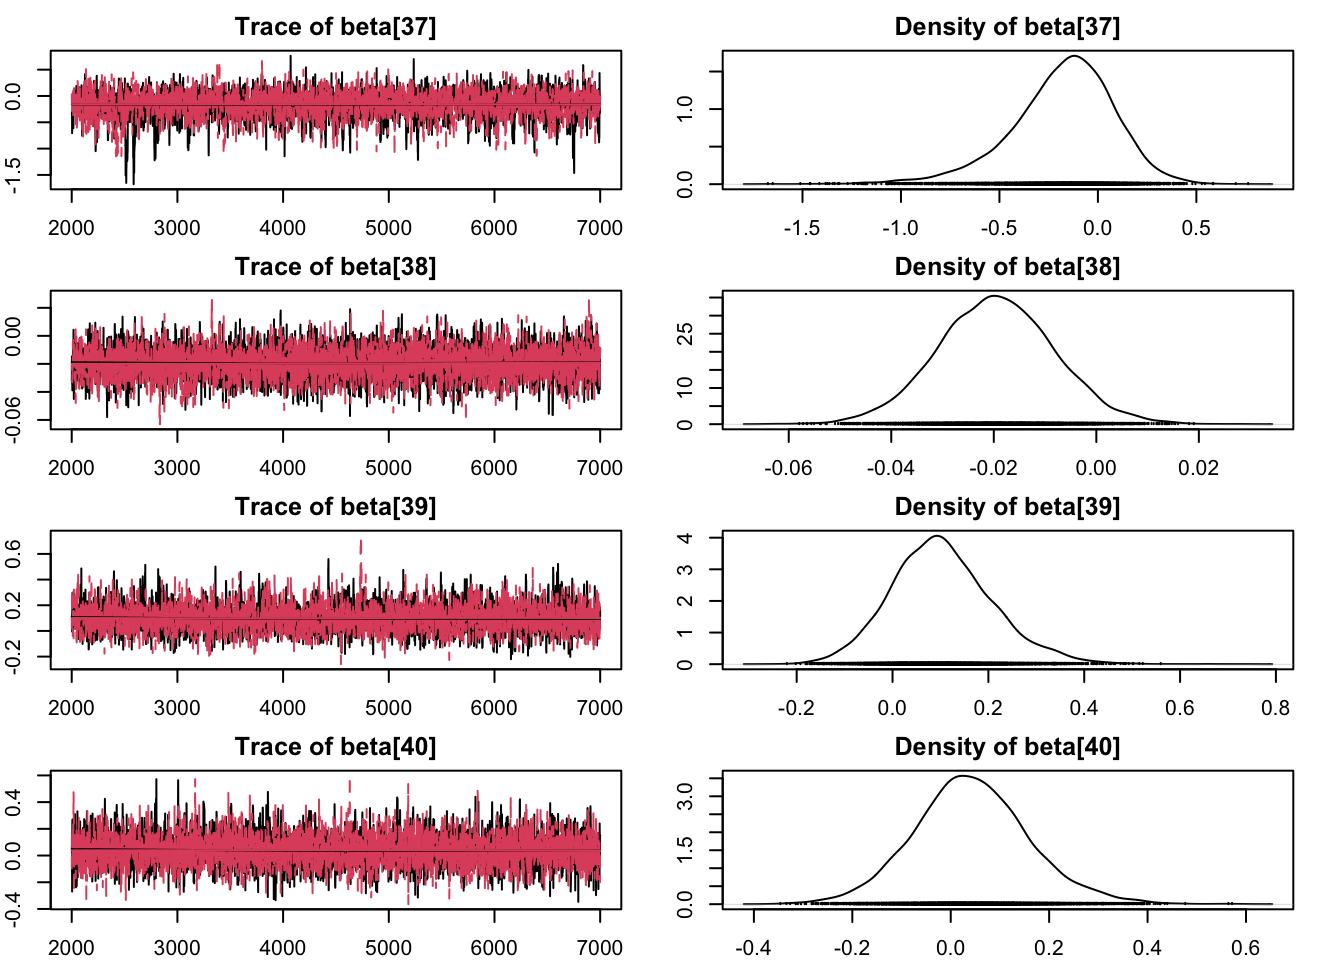 Trace of beta[37]
0.0
-1.5
2000 3000 4000 5000 6000 7000
Density of beta[37]
1.0
0.0
-1.5 -1.0 -0.5 0.0 0.5
Trace of beta[38]
0.00
-0.06
2000 3000 4000 5000 6000 7000
Density of beta[38]
25
10
0
-0.06 -0.04 -0.02 0.00 0.02
Trace of beta[39]
0.6
0.2
-0.2
2000 3000 4000 5000 6000 7000
Density of beta[39]
4
3
2
1
0
-0.2 0.0 0.2 0.4 0.6 0.8
Trace of beta[40]
0.4
0.0
-0.4
2000 3000 4000 5000 6000 7000
Density of beta[40]
3.0
1.5
0.0
-0.4 -0.2 0.0 0.2 0.4 0.6